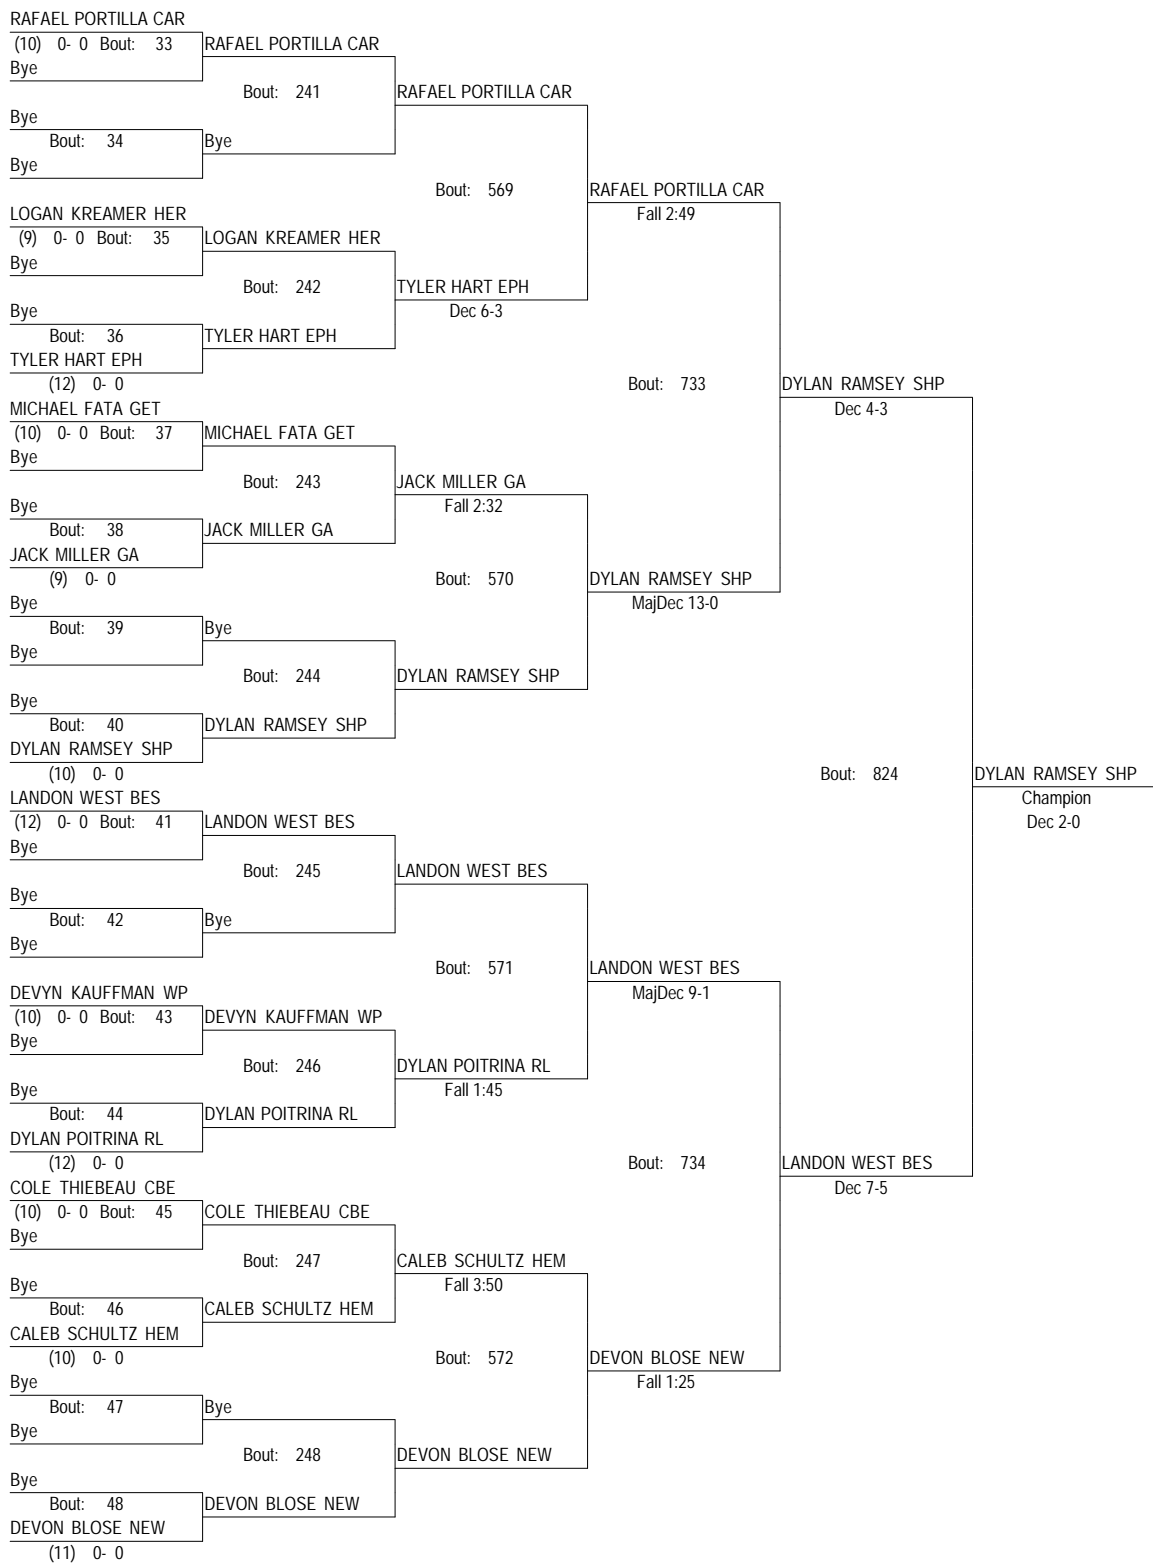 RAFAEL PORTILLA CAR
(10) 0- 0 Bout: 33 RAFAEL PORTILLA CAR
Bye
Bout: 241 RAFAEL PORTILLA CAR
Bye
Bout: 34 Bye
Bye
Bout: 569 RAFAEL PORTILLA CAR
LOGAN KREAMER HER Fall 2:49
(9) 0- 0 Bout: 35 LOGAN KREAMER HER
Bye
Bout: 242 TYLER HART EPH
Bye Dec 6-3
Bout: 36 TYLER HART EPH
TYLER HART EPH
(12) 0- 0 Bout: 733 DYLAN RAMSEY SHP
MICHAEL FATA GET Dec 4-3
(10) 0- 0 Bout: 37 MICHAEL FATA GET
Bye
Bout: 243 JACK MILLER GA
Bye Fall 2:32
Bout: 38 JACK MILLER GA
JACK MILLER GA
(9) 0- 0 Bout: 570 DYLAN RAMSEY SHP
Bye MajDec 13-0
Bout: 39 Bye
Bye
Bout: 244 DYLAN RAMSEY SHP
Bye
Bout: 40 DYLAN RAMSEY SHP
DYLAN RAMSEY SHP
(10) 0- 0 Bout: 824 DYLAN RAMSEY SHP
LANDON WEST BES Champion
(12) 0- 0 Bout: 41 LANDON WEST BES Dec 2-0
Bye
Bout: 245 LANDON WEST BES
Bye
Bout: 42 Bye
Bye
Bout: 571 LANDON WEST BES
DEVYN KAUFFMAN WP MajDec 9-1
(10) 0- 0 Bout: 43 DEVYN KAUFFMAN WP
Bye
Bout: 246 DYLAN POITRINA RL
Bye Fall 1:45
Bout: 44 DYLAN POITRINA RL
DYLAN POITRINA RL
(12) 0- 0 Bout: 734 LANDON WEST BES
COLE THIEBEAU CBE Dec 7-5
(10) 0- 0 Bout: 45 COLE THIEBEAU CBE
Bye
Bout: 247 CALEB SCHULTZ HEM
Bye Fall 3:50
Bout: 46 CALEB SCHULTZ HEM
CALEB SCHULTZ HEM
(10) 0- 0 Bout: 572 DEVON BLOSE NEW
Bye Fall 1:25
Bout: 47 Bye
Bye
Bout: 248 DEVON BLOSE NEW
Bye
Bout: 48 DEVON BLOSE NEW
DEVON BLOSE NEW
(11) 0- 0